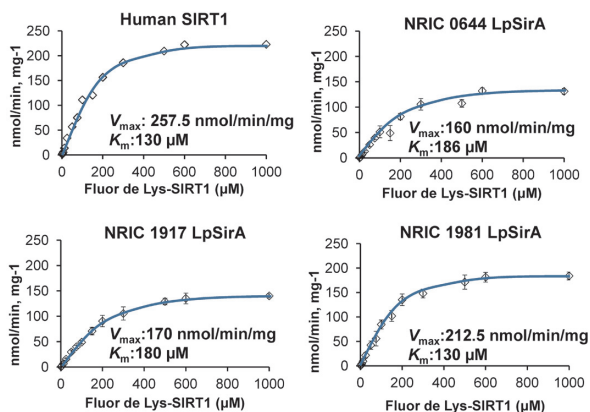 Human SIRT1
nmol/min, mg-1
250
200
150
100
50
0
Vmax: 257.5 nmol/min/mg
Km:130 µM
0 200 400 600 800 1000
Fluor de Lys-SIRT1 (µM)
NRIC 0644 LpSirA
nmol/min, mg-1
250
200
150
100
50
0
Vmax:160 nmol/min/mg
Km:186 µM
0 200 400 600 800 1000
Fluor de Lys-SIRT1 (µM)
NRIC 1917 LpSirA
nmol/min, mg-1
250
200
150
100
50
0
Vmax:170 nmol/min/mg
Km:180 µM
0 200 400 600 800 1000
Fluor de Lys-SIRT1 (µM)
NRIC 1981 LpSirA
nmol/min, mg-1
250
200
150
100
50
0
Vmax:212.5 nmol/min/mg
Km:130 µM
0 200 400 600 800 1000
Fluor de Lys-SIRT1 (µM)